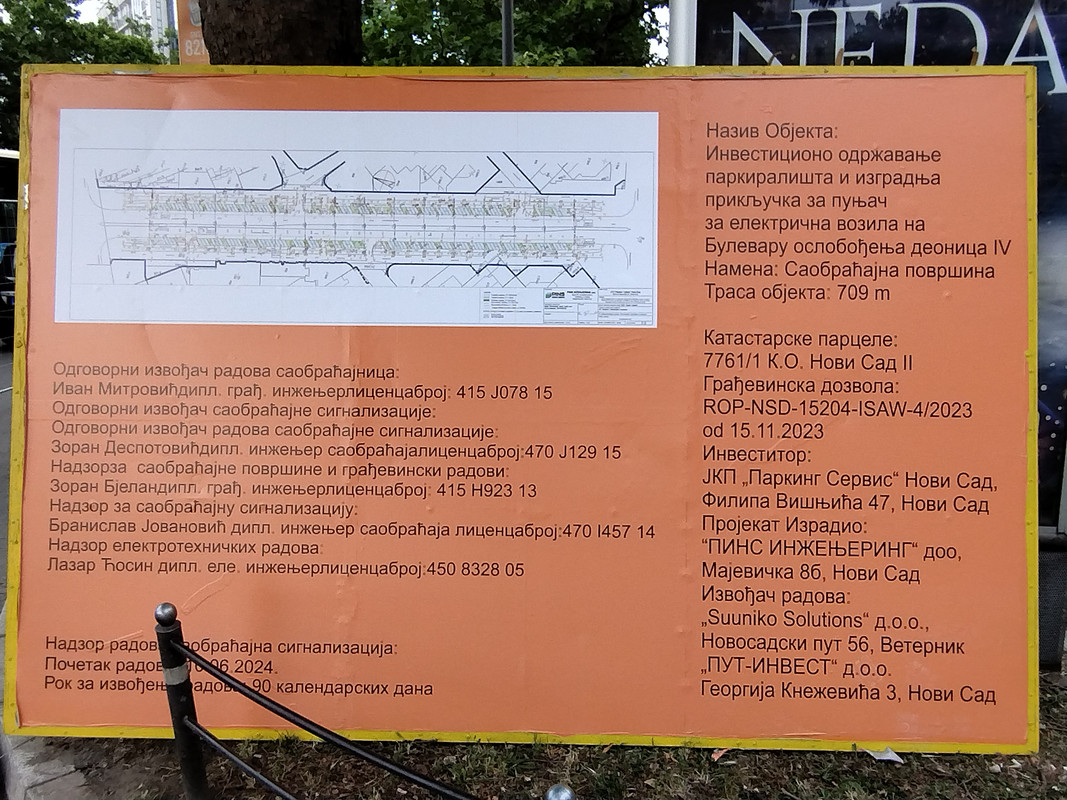 NEDA
82
Назив Објекта:
Инвестиционо одржавање
паркиралишта и изградња
прикључка за пуњач
за електрична возила на
Булевару ослобођења деоница IV
Намена: Саобраћајна површина
Траса објекта: 709 m
Катастарске парцеле:
7761/1 К.О. Нови Сад II
Грађевинска дозвола:
ROP-NSD-15204-ISAW-4/2023
od 15.11.2023
Инвеститор:
ЈКП „Паркинг Сервис“ Нови Сад,
Филипа Вишњића 47, Нови Сад
Пројекат Израдио:
“ПИНС ИНЖЕЊЕРИНГ“ доо,
Мајевичка 8б, Нови Сад
Извођач радова:
„Suuniko Solutions“ д.о.о.,
Новосадски пут 56, Ветерник
„ПУТ-ИНВЕСТ“ д.о.о.
Георгија Кнежевића 3, Нови Сад
Одговорни извођач радова саобраћајница:
Иван Митровићдипл. грађ. инжењерлиценцаброј: 415 J078 15
Одговорни извођач саобраћајне сигнализације:
Одговорни извођач радова саобраћајне сигнализације:
Зоран Деспотовићдипл. инжењер саобраћајалиценцаброј:470 J129 15
Надзорза саобраћајне површине и грађевински радови:
Зоран Бјеландипл. грађ. инжењерлиценцаброј: 415 H923 13
Надзор за саобраћајну сигнализацију:
Бранислав Јовановић дипл. инжењер саобраћаја лиценцаброј:470 I457 14
Надзор електротехничких радова:
Лазар Ћосин дипл. еле. инжењерлиценцаброј:450 8328 05
Надзор радова саобраћајна сигнализација:
Почетак радова 06.2024.
Рок за извођење радова 90 календарских дана